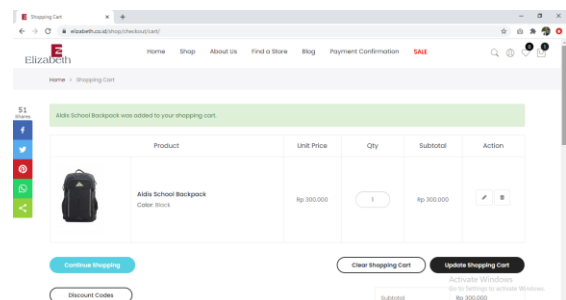 Shopping Cart
elizabeth.co.id/shop/checkout/cart/
Elizabeth
Home Shop About Us Find a Store Blog Payment Confirmation SALE
0 1
Home > Shopping Cart
51
Shares
Aldis School Backpack was added to your shopping cart.
Product Unit Price Qty Subtotal Action
Aldis School Backpack
Color: Black
Rp 300.000 1 Rp 300.000
Continue Shopping Clear Shopping Cart Update Shopping Cart
Activate Windows
Go to Settings to activate Windows.
Discount Codes
Subtotal Rp 300.000